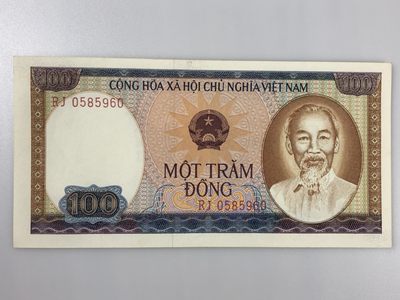 100 100
CỘNG HÒA XÃ HỘI CHỦ NGHĨA VIỆT NAM
RJ 0585960
MỘT TRĂM
ĐỒNG
100
RJ 0585960